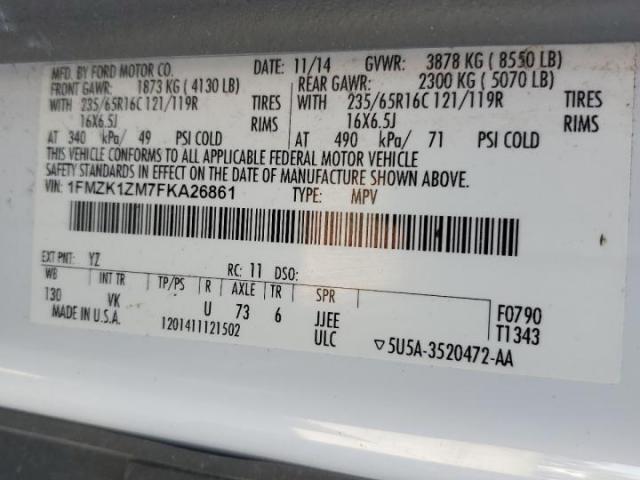 MFD. BY FORD MOTOR CO. DATE: 11/14 GVWR: 3878 KG ( 8550 LB)
FRONT GAWR: 1873 KG ( 4130 LB) REAR GAWR: 2300 KG ( 5070 LB)
WITH 235/65R16C 121/119R TIRES WITH 235/65R16C 121/119R TIRES
16X6.5J RIMS 16X6.5J RIMS
AT 340 kPa/ 49 PSI COLD AT 490 kPa/ 71 PSI COLD
THIS VEHICLE CONFORMS TO ALL APPLICABLE FEDERAL MOTOR VEHICLE
SAFETY STANDARDS IN EFFECT ON THE DATE OF MANUFACTURE SHOWN ABOVE.
VIN: 1FMZK1ZM7FKA26861 TYPE: MPV
EXT PNT: YZ RC: 11 DSO:
WB INT TR TP/PS R AXLE TR SPR
130 VK U 73 6 JJEE F0790
MADE IN U.S.A. 1201411121502 ULC T1343
▽5U5A-3520472-AA